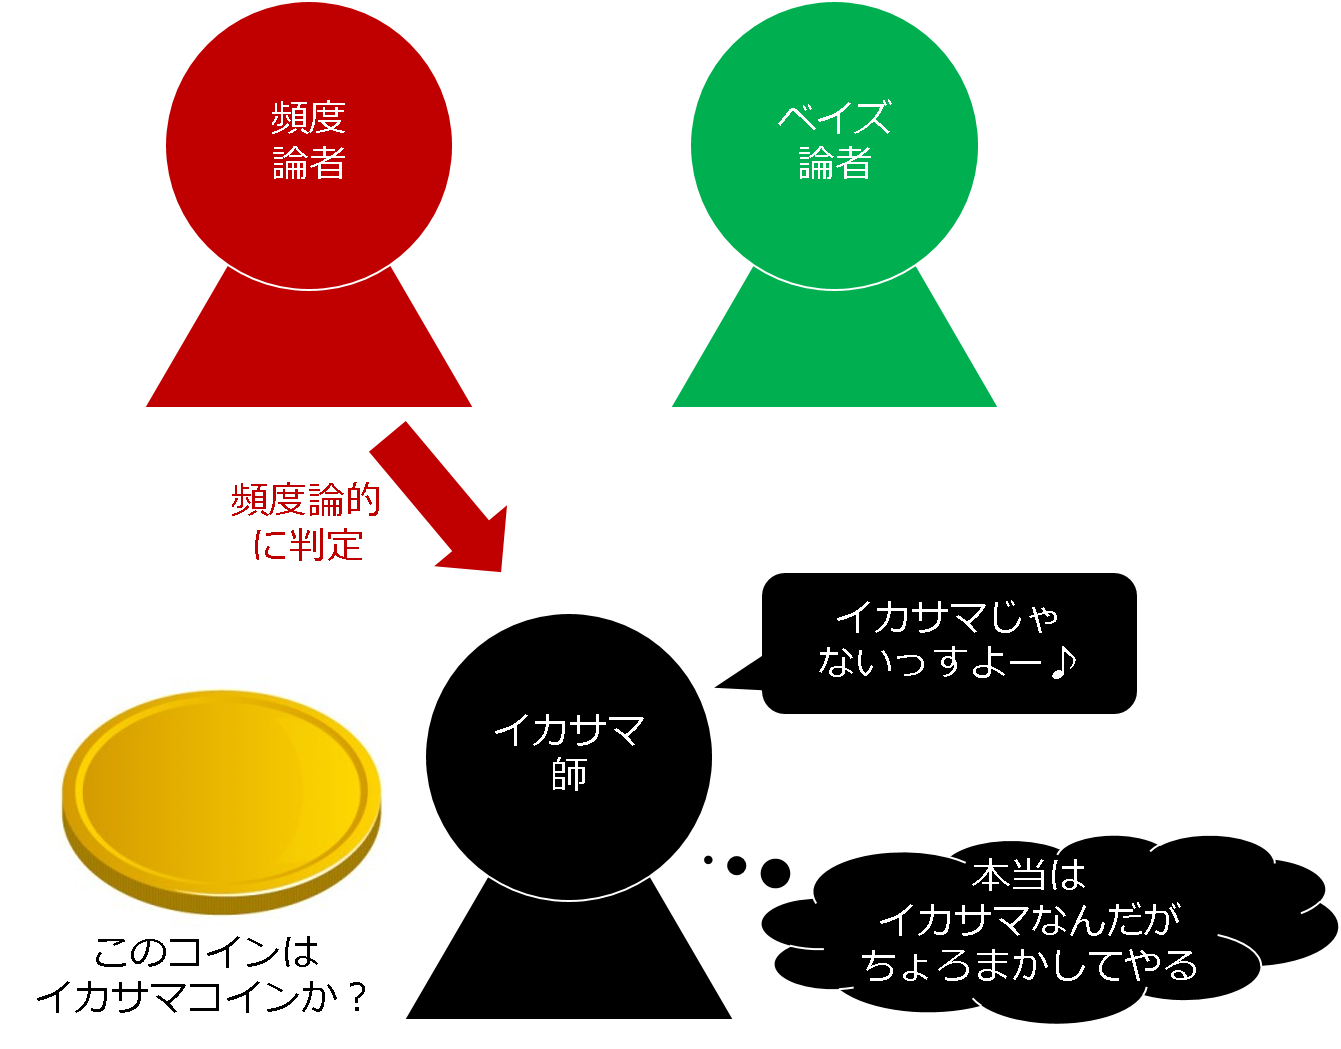 頻度
論者
ベイズ
論者
頻度論的
に判定
イカサマじゃ
ないっすよー♪
イカサマ
師
本当は
イカサマなんだが
ちょろまかしてやる
このコインは
イカサマコインか？